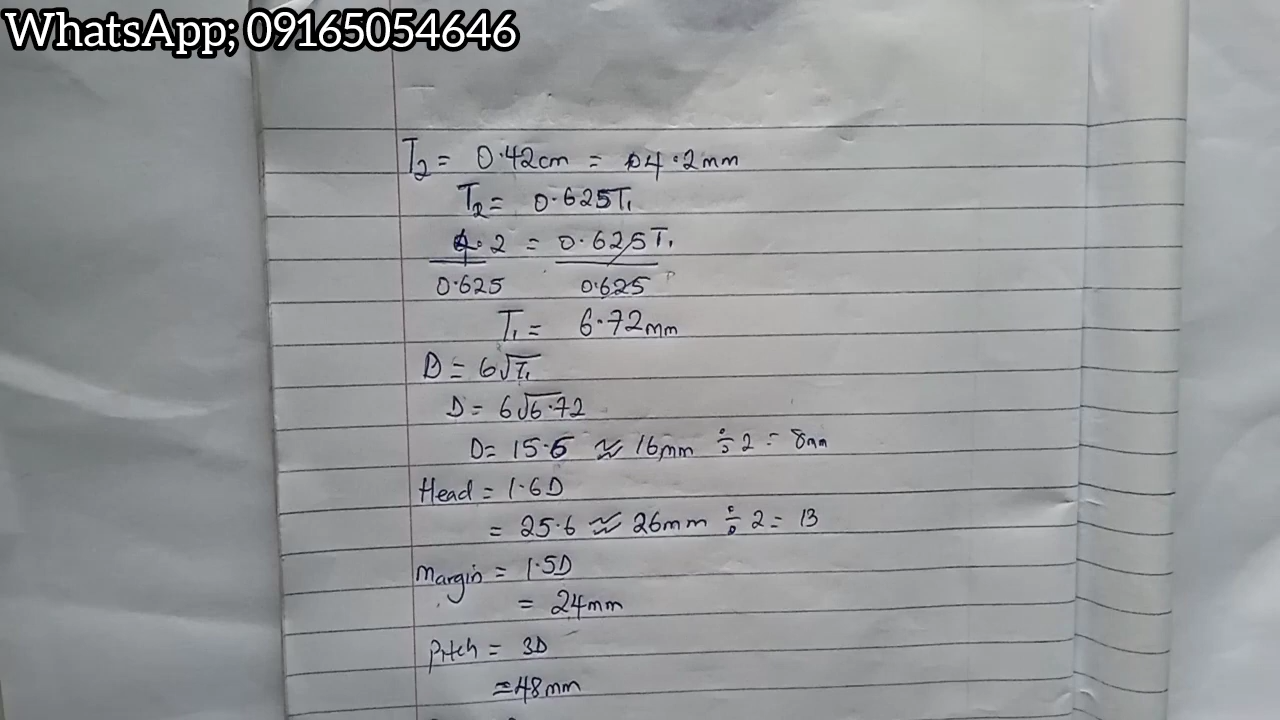 WhatsApp; 09165054646
T₂ = 0.42cm = 4.2mm
T₂ = 0.625T₁
4.2 = 0.625T₁
0.625 0.625
T₁ = 6.72mm
D = 6√T₁
D = 6√6.72
D = 15.5 ≈ 16mm ÷ 2 = 8mm
Head = 1.6D
= 25.6 ≈ 26mm ÷ 2 = 13
Margin = 1.5D
= 24mm
Pitch = 3D
= 48mm